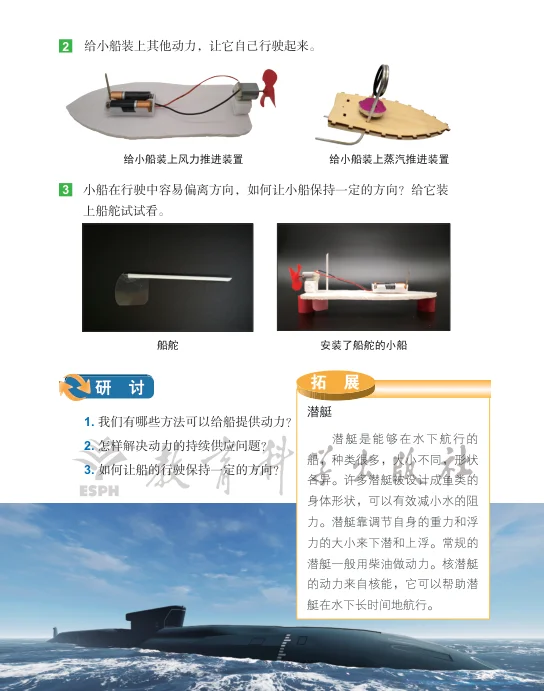 2 给小船装上其他动力，让它自己行驶起来。
给小船装上风力推进装置
给小船装上蒸汽推进装置
3 小船在行驶中容易偏离方向，如何让小船保持一定的方向？给它装
上船舵试试看。
船舵
安装了船舵的小船
研 讨
1. 我们有哪些方法可以给船提供动力？
2. 怎样解决动力的持续供应问题？
3. 如何让船的行驶保持一定的方向？
拓 展
潜艇
潜艇是能够在水下航行的
船，种类很多，大小不同，形状
各异。许多潜艇被设计成鱼类的
身体形状，可以有效减小水的阻
力。潜艇靠调节自身的重力和浮
力的大小来下潜和上浮。常规的
潜艇一般用柴油做动力。核潜艇
的动力来自核能，它可以帮助潜
艇在水下长时间地航行。
ESPH 教育科学出版社